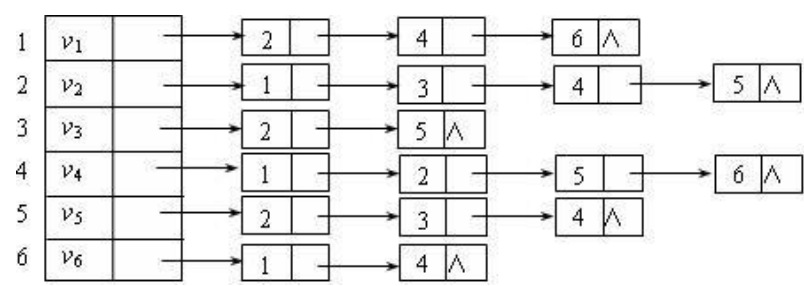 1 v1 2 4 6 ∧
2 v2 1 3 4 5 ∧
3 v3 2 5 ∧
4 v4 1 2 5 6 ∧
5 v5 2 3 4 ∧
6 v6 1 4 ∧